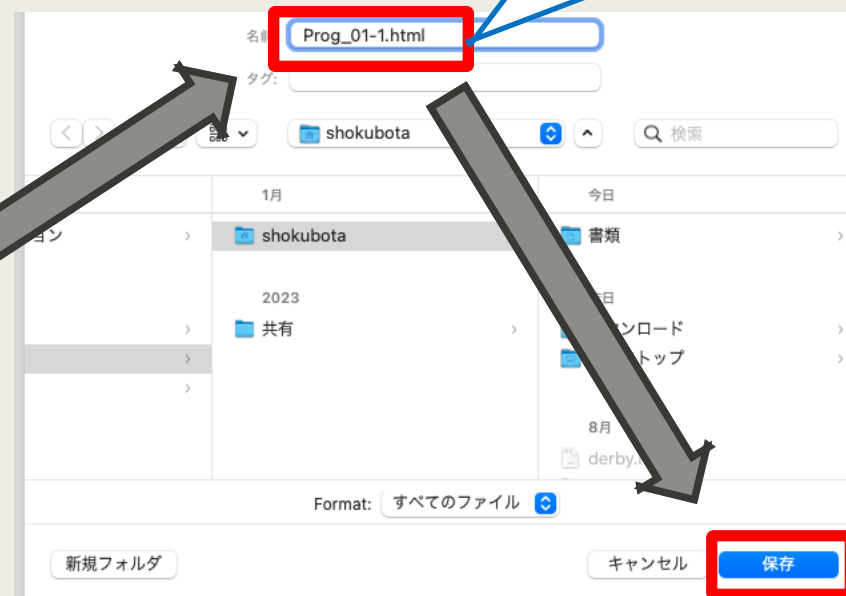 名前: Prog_01-1.html
タグ:
shokubota
検索
1月
今日
ョン
shokubota
書類
2023
共有
ンロード
トップ
8月
derby.
Format: すべてのファイル
新規フォルダ
キャンセル
保存